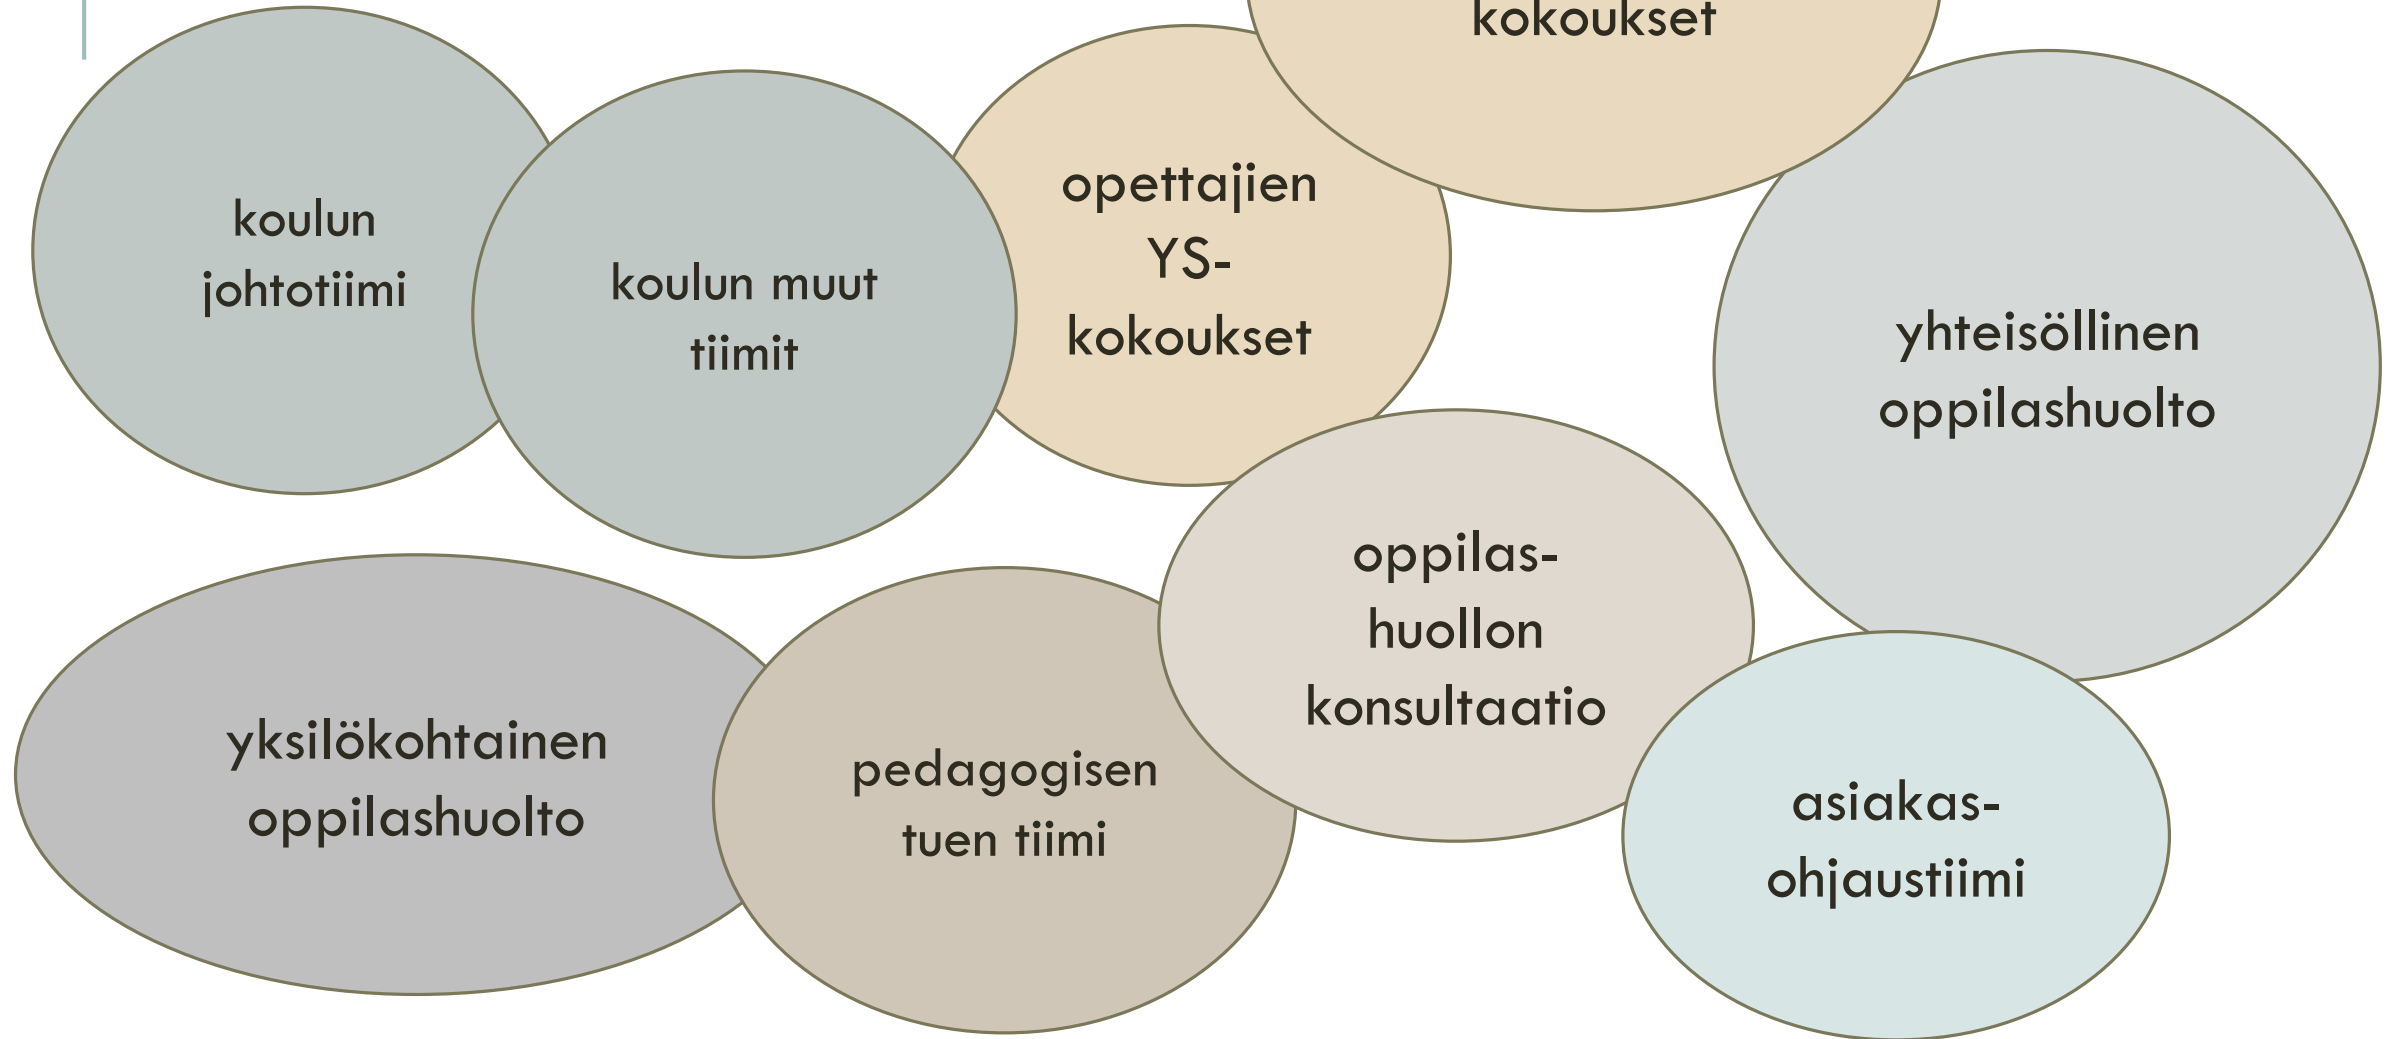 kokoukset
koulun
johtotiimi
koulun muut
tiimit
opettajien
YS-
kokoukset
yhteisöllinen
oppilashuolto
oppilas-
huollon
konsultaatio
yksilökohtainen
oppilashuolto
pedagogisen
tuen tiimi
asiakas-
ohjaustiimi